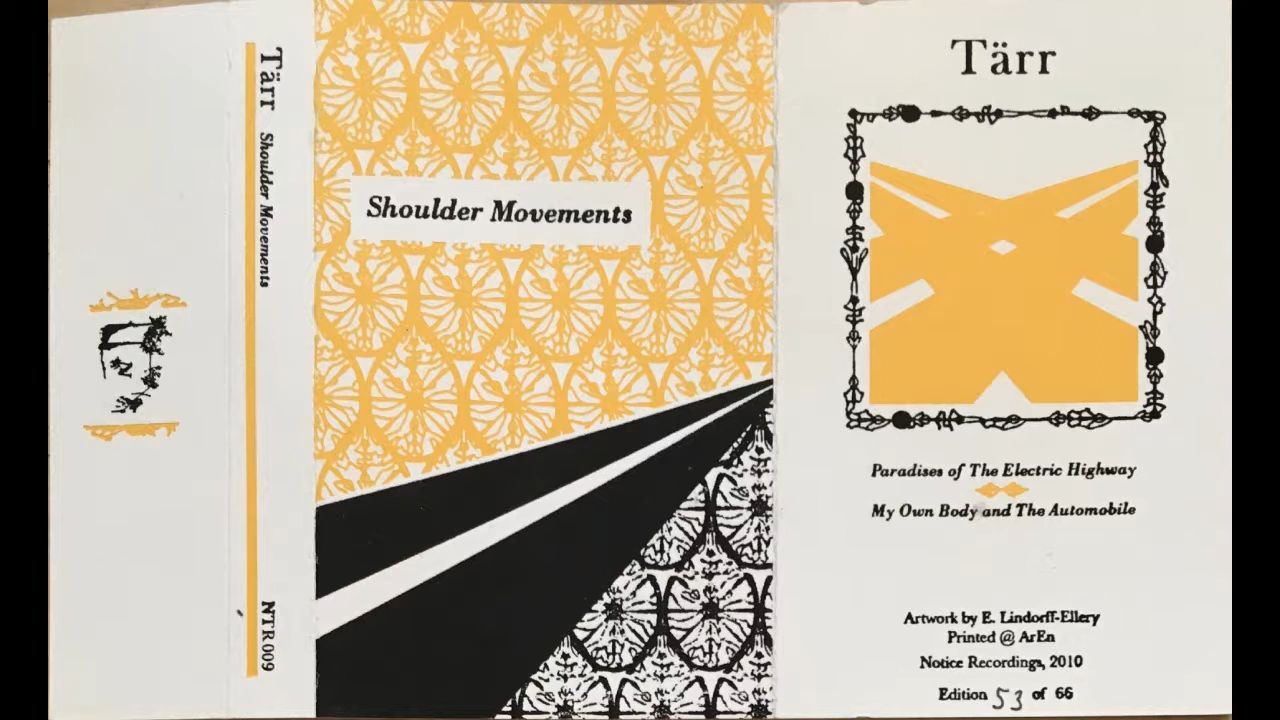 Tärr Shoulder Movements NTR009
N
Shoulder Movements
Tärr
Paradises of The Electric Highway
My Own Body and The Automobile
Artwork by E. Lindorff-Ellery
Printed @ ArEn
Notice Recordings, 2010
Edition 53 of 66